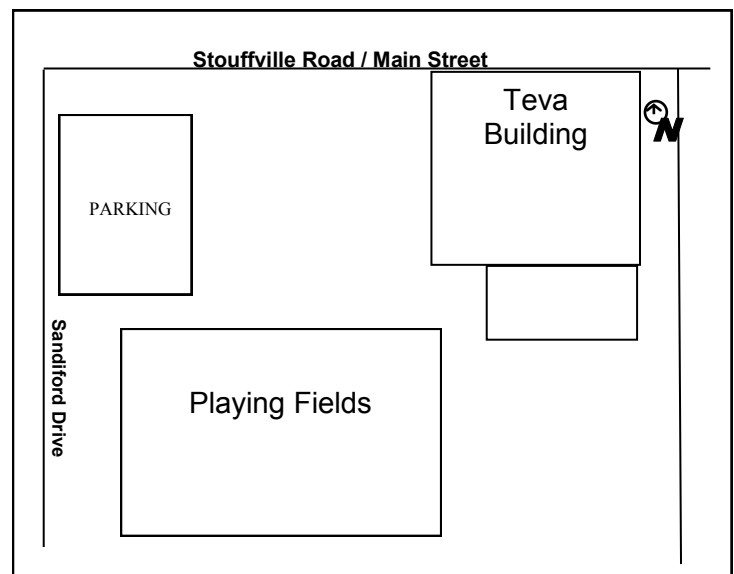 Stouffville Road / Main Street
Teva
Building
N
PARKING
Sandiford Drive
Playing Fields